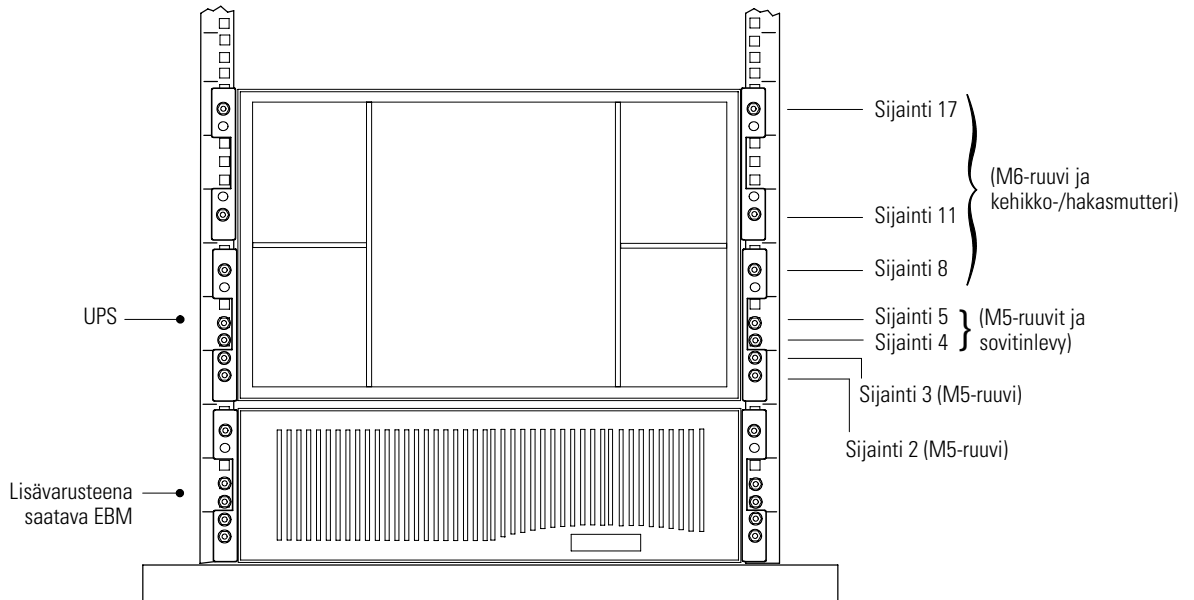 Sijainti 17
(M6-ruuvi ja
kehikko-/hakasmutteri)
Sijainti 11
Sijainti 8
UPS
Sijainti 5
Sijainti 4
(M5-ruuvit ja
sovitinlevy)
Sijainti 3 (M5-ruuvi)
Sijainti 2 (M5-ruuvi)
Lisävarusteena
saatava EBM